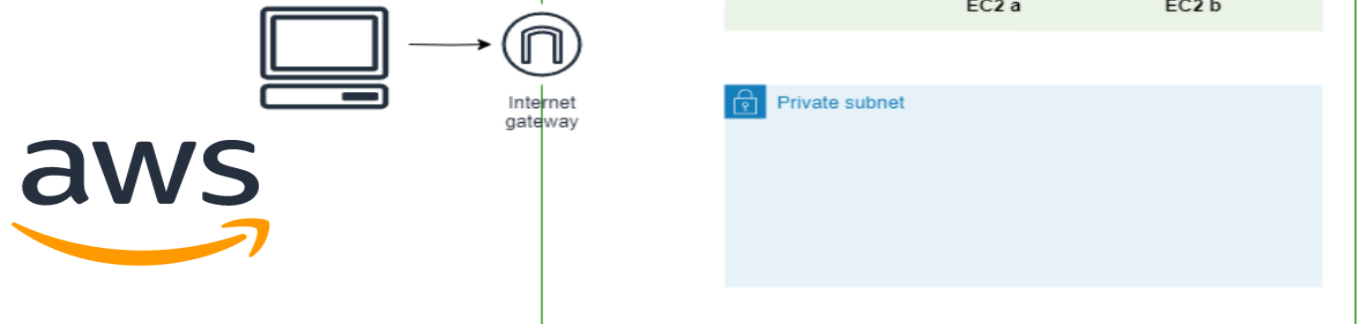 EC2 a
EC2 b
Internet
gateway
Private subnet
aws